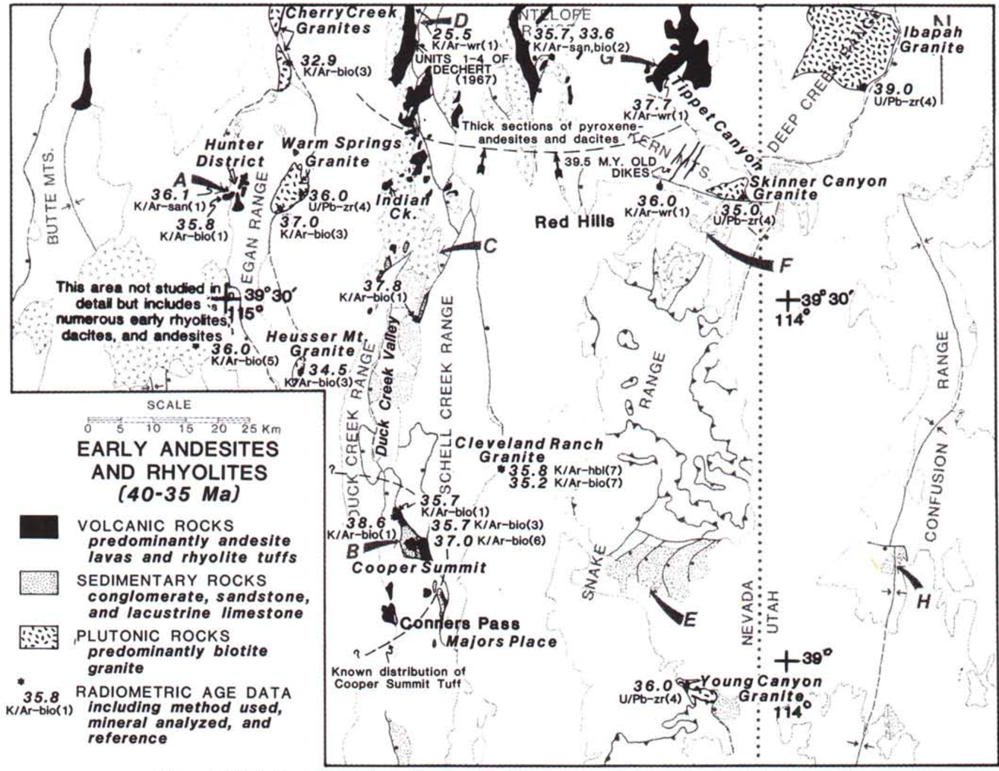 Cherry Creek
Granites
32.9
K/Ar-bio(3)
D
25.5
K/Ar-wr(1)
UNITS 1-4 OF
DECHERT
(1967)
NTELOPE
35.7, 33.6
K/Ar-san,bio(2)
G
N
Ibapah
Granite
39.0
U/Pb-zr(4)
DEEP CREEK RANGE
37.7
K/Ar-wr(1)
Tippet Canyon
Thick sections of pyroxene-
andesites and dacites
KERN MTS.
39.5 M.Y. OLD
DIKES
36.0
K/Ar-wr(1)
Skinner Canyon
Granite
35.0
U/Pb-zr(4)
BUTTE MTS.
Hunter
District
A
36.1
K/Ar-san(1)
35.8
K/Ar-bio(1)
EGAN RANGE
Warm Springs
Granite
36.0
U/Pb-zr(4)
37.0
K/Ar-bio(3)
Indian
Ck.
Red Hills
C
F
37.8
K/Ar-bio(1)
This area not studied in
detail but includes
numerous early rhyolites,
dacites, and andesites
39°30′
115°
36.0
K/Ar-bio(5)
Heusser Mt.
Granite
34.5
K/Ar-bio(3)
39°30′
114°
DUCK CREEK RANGE
Duck Creek Valley
SCHELL CREEK RANGE
SNAKE
RANGE
CONFUSION
RANGE
Cleveland Ranch
Granite
35.8 K/Ar-hbl(7)
35.2 K/Ar-bio(7)
?
35.7
K/Ar-bio(1)
38.6
K/Ar-bio(1)
35.7 K/Ar-bio(3)
37.0 K/Ar-bio(6)
B
Cooper Summit
Conners Pass
Majors Place
?
Known distribution of
Cooper Summit Tuff
E
H
NEVADA
UTAH
39°
114°
36.0
U/Pb-zr(4)
Young Canyon
Granite
SCALE
0 5 10 15 20 25 Km
EARLY ANDESITES
AND RHYOLITES
(40-35 Ma)
VOLCANIC ROCKS
predominantly andesite
lavas and rhyolite tuffs
SEDIMENTARY ROCKS
conglomerate, sandstone,
and lacustrine limestone
PLUTONIC ROCKS
predominantly biotite
granite
*
35.8
K/Ar-bio(1)
RADIOMETRIC AGE DATA
including method used,
mineral analyzed, and
reference